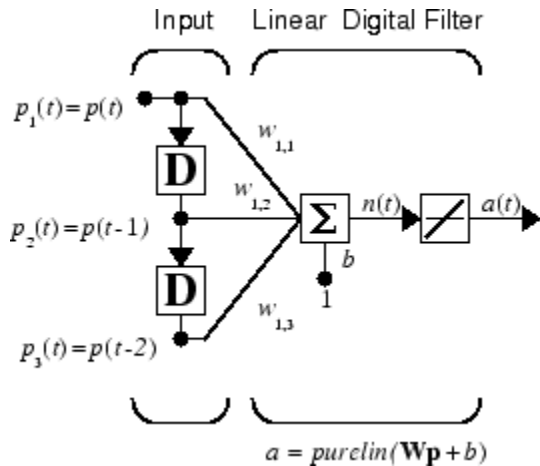 Input
Linear Digital Filter
p1(t)=p(t)
w1,1
D
w1,2
p2(t)=p(t-1)
Σ
n(t)
a(t)
b
D
1
w1,3
p3(t)=p(t-2)
a = purelin(Wp+b)